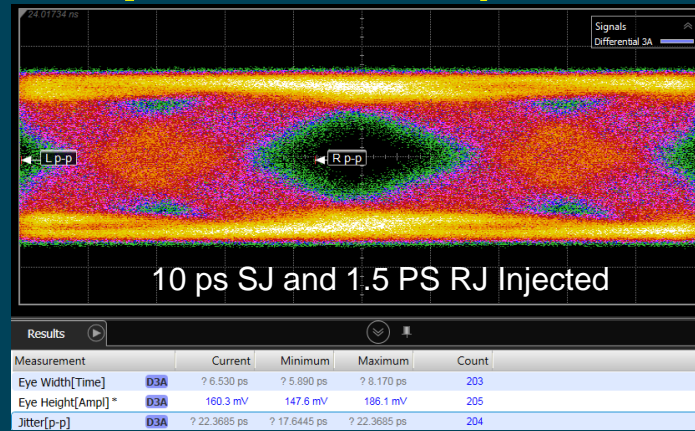 24.01734 ns
Signals
Differential 3A
L p-p
R p-p
10 ps SJ and 1.5 PS RJ Injected
Results
Measurement Current Minimum Maximum Count
Eye Width[Time] D3A ? 6.530 ps ? 5.890 ps ? 8.170 ps 203
Eye Height[Ampl] * D3A 160.3 mV 147.6 mV 186.1 mV 205
Jitter[p-p] D3A ? 22.3685 ps ? 17.6445 ps ? 22.3685 ps 204